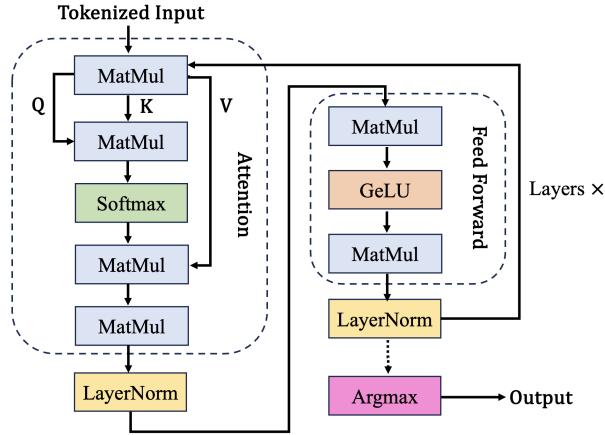 Tokenized Input
MatMul
Q
K
V
MatMul
Softmax
MatMul
MatMul
Attention
LayerNorm
MatMul
GeLU
MatMul
Feed Forward
LayerNorm
Layers ×
Argmax
Output